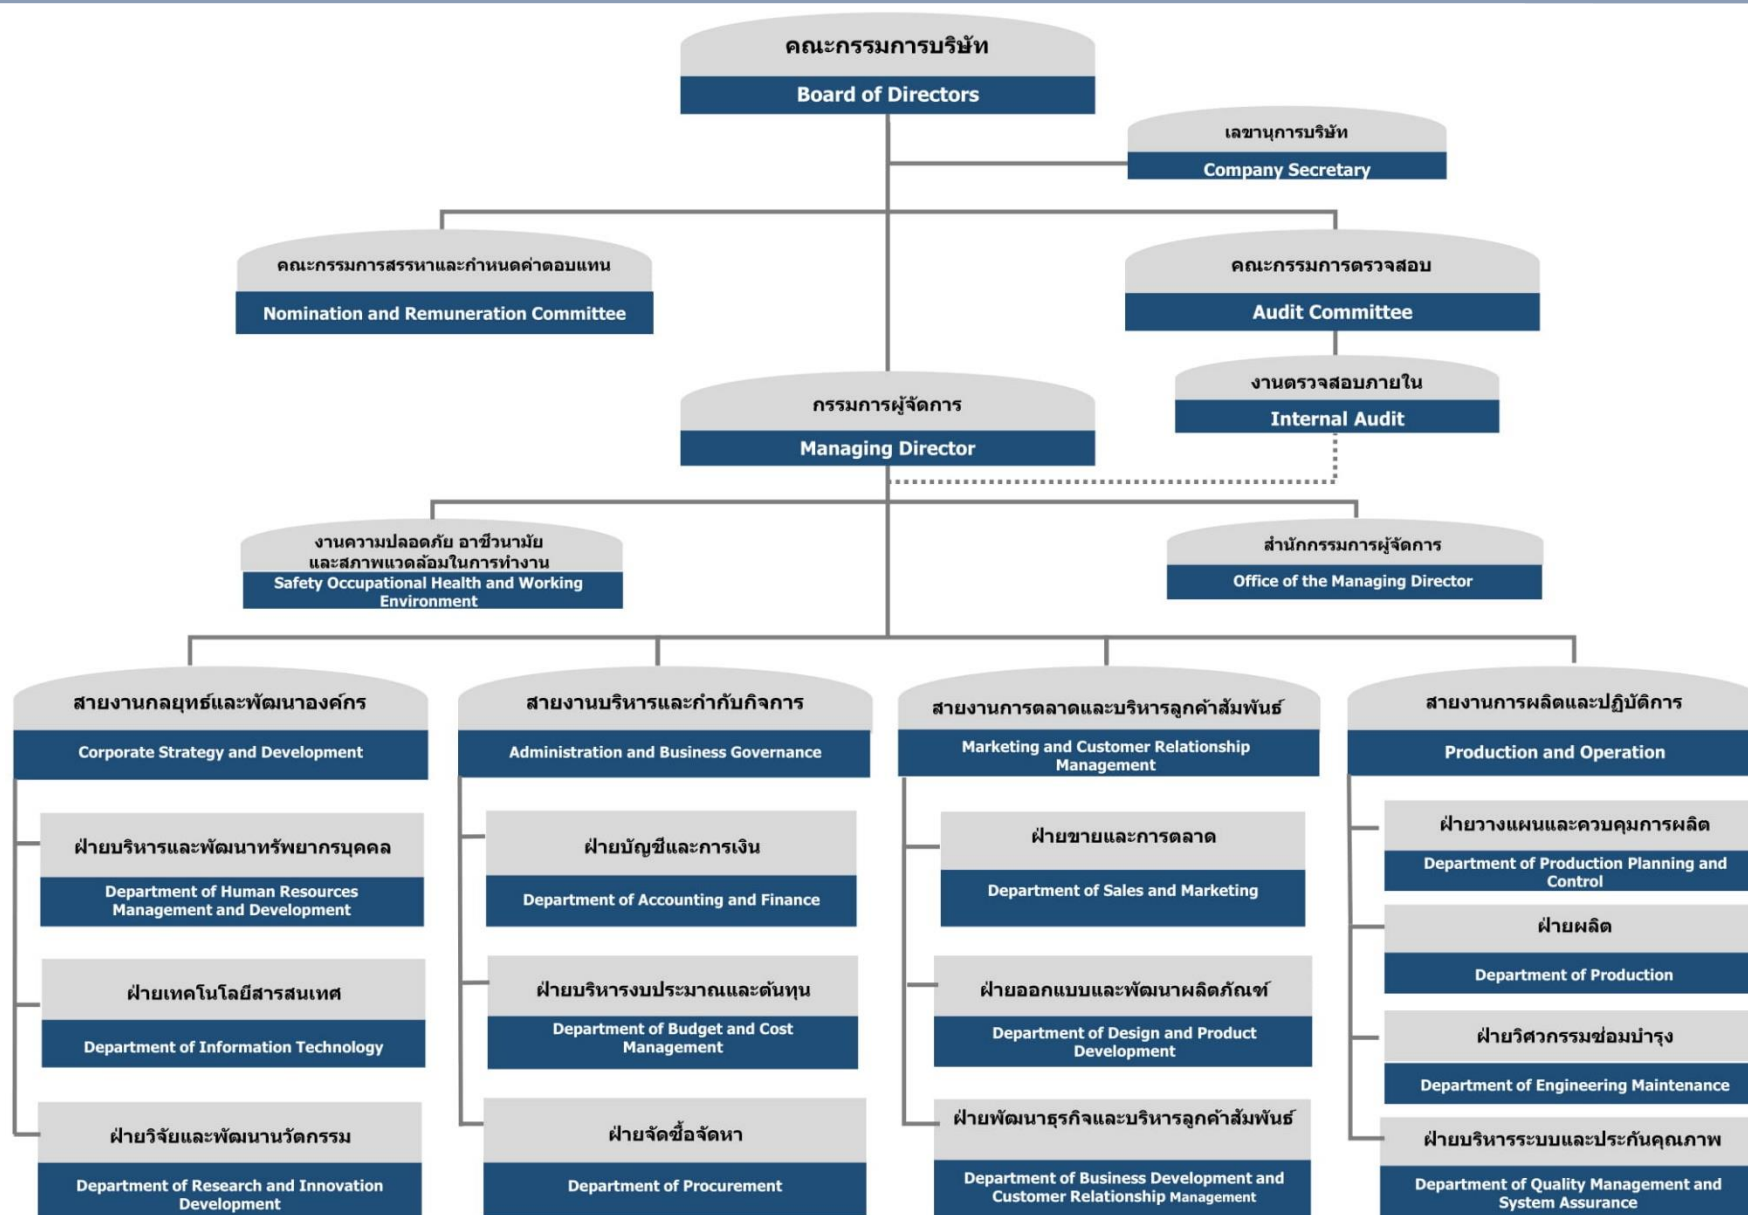 คณะกรรมการบริษัท
Board of Directors
เลขานุการบริษัท
Company Secretary
คณะกรรมการสรรหาและกำหนดค่าตอบแทน
Nomination and Remuneration Committee
คณะกรรมการตรวจสอบ
Audit Committee
งานตรวจสอบภายใน
Internal Audit
กรรมการผู้จัดการ
Managing Director
งานความปลอดภัย อาชีวนามัย
และสภาพแวดล้อมในการทำงาน
Safety Occupational Health and Working
Environment
สำนักกรรมการผู้จัดการ
Office of the Managing Director
สายงานกลยุทธ์และพัฒนาองค์กร
Corporate Strategy and Development
ฝ่ายบริหารและพัฒนาทรัพยากรบุคคล
Department of Human Resources
Management and Development
ฝ่ายเทคโนโลยีสารสนเทศ
Department of Information Technology
ฝ่ายวิจัยและพัฒนานวัตกรรม
Department of Research and Innovation
Development
สายงานบริหารและกำกับกิจการ
Administration and Business Governance
ฝ่ายบัญชีและการเงิน
Department of Accounting and Finance
ฝ่ายบริหารงบประมาณและต้นทุน
Department of Budget and Cost
Management
ฝ่ายจัดซื้อจัดหา
Department of Procurement
สายงานการตลาดและบริหารลูกค้าสัมพันธ์
Marketing and Customer Relationship
Management
ฝ่ายขายและการตลาด
Department of Sales and Marketing
ฝ่ายออกแบบและพัฒนาผลิตภัณฑ์
Department of Design and Product
Development
ฝ่ายพัฒนาธุรกิจและบริหารลูกค้าสัมพันธ์
Department of Business Development and
Customer Relationship Management
สายงานการผลิตและปฏิบัติการ
Production and Operation
ฝ่ายวางแผนและควบคุมการผลิต
Department of Production Planning and
Control
ฝ่ายผลิต
Department of Production
ฝ่ายวิศวกรรมซ่อมบำรุง
Department of Engineering Maintenance
ฝ่ายบริหารระบบและประกันคุณภาพ
Department of Quality Management and
System Assurance